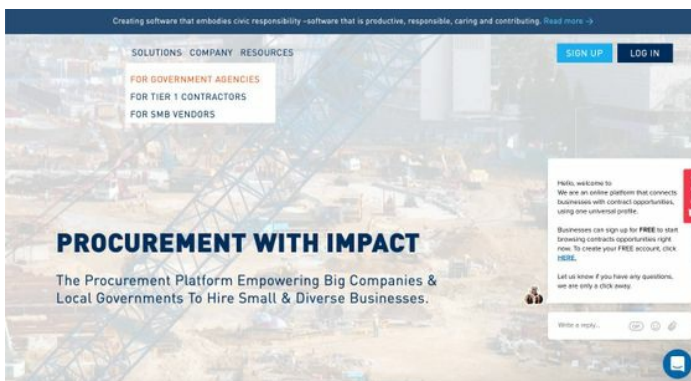 Creating software that embodies civic responsibility –software that is productive, responsible, caring and contributing. Read more →
SOLUTIONS COMPANY RESOURCES
SIGN UP
LOG IN
FOR GOVERNMENT AGENCIES
FOR TIER 1 CONTRACTORS
FOR SMB VENDORS
PROCUREMENT WITH IMPACT
The Procurement Platform Empowering Big Companies &
Local Governments To Hire Small & Diverse Businesses.
Hello, welcome to
We are an online platform that connects
businesses with contract opportunities,
using one universal profile.
Businesses can sign up for FREE to start
browsing contracts opportunities right
now. To create your FREE account, click
HERE.
Let us know if you have any questions,
we are only a click away.
Write a reply...
GIF